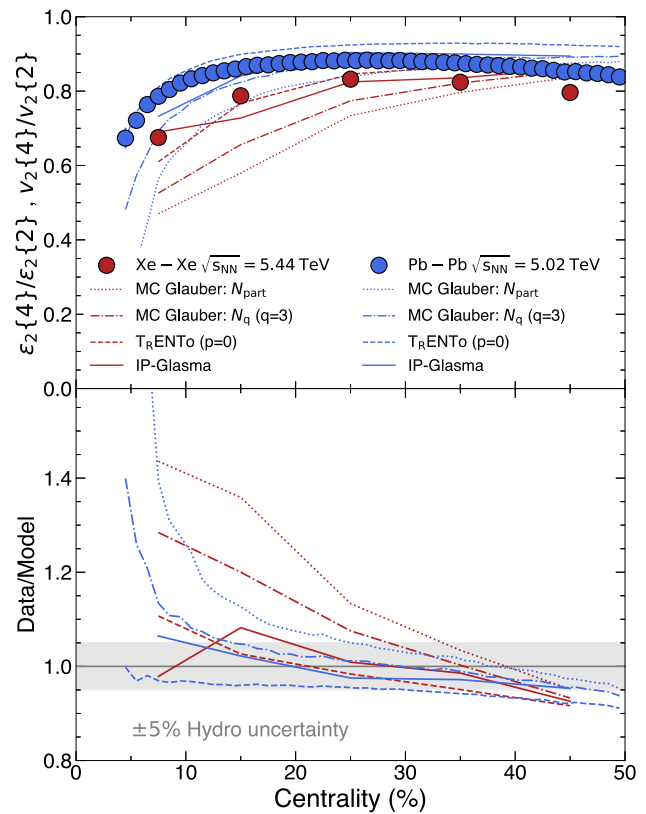 ε₂{4}/ε₂{2} , v₂{4}/v₂{2}
1.0
0.8
0.6
0.4
0.2
0.0
Xe − Xe √sNN = 5.44 TeV
MC Glauber: Npart
MC Glauber: Nq (q=3)
TRENTo (p=0)
IP-Glasma
Pb − Pb √sNN = 5.02 TeV
MC Glauber: Npart
MC Glauber: Nq (q=3)
TRENTo (p=0)
IP-Glasma
Data/Model
1.4
1.2
1.0
0.8
±5% Hydro uncertainty
0 10 20 30 40 50
Centrality (%)